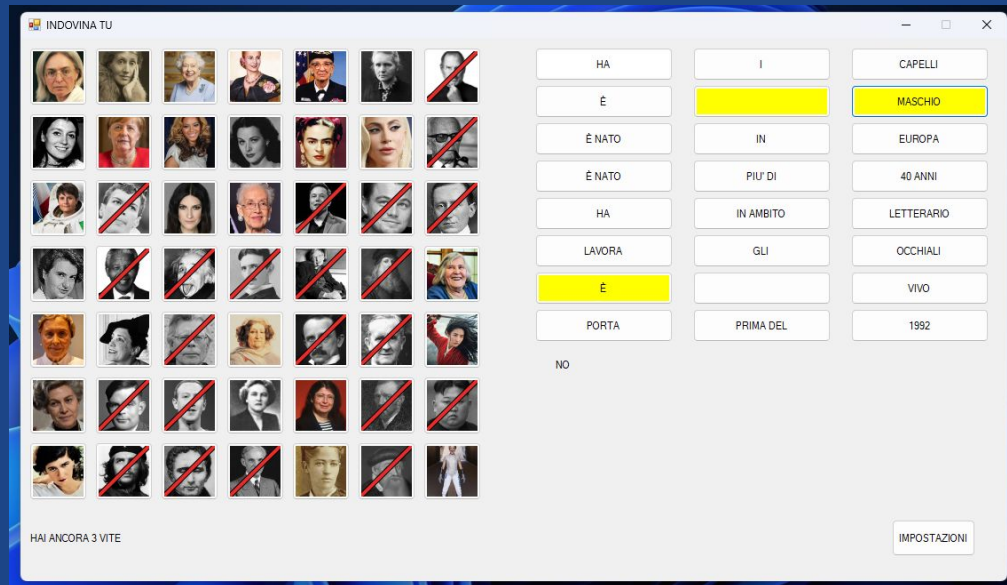 INDOVINA TU
HA I CAPELLI
È MASCHIO
È NATO IN EUROPA
È NATO PIU' DI 40 ANNI
HA IN AMBITO LETTERARIO
LAVORA GLI OCCHIALI
È VIVO
PORTA PRIMA DEL 1992
NO
HAI ANCORA 3 VITE
IMPOSTAZIONI